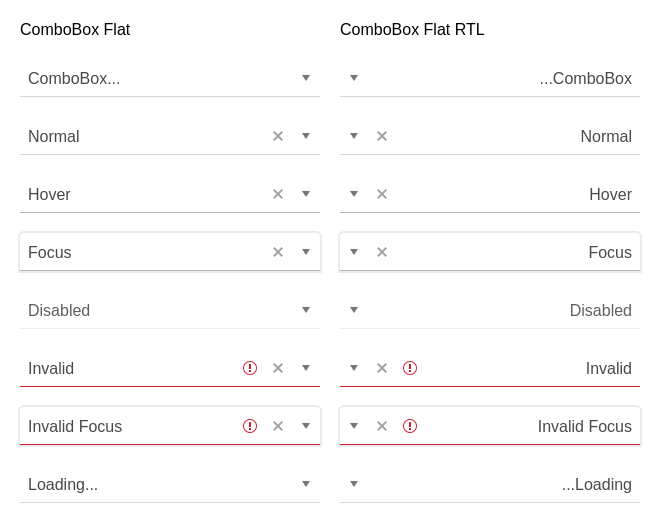 ComboBox Flat
ComboBox...
Normal
Hover
Focus
Disabled
Invalid
Invalid Focus
Loading...
ComboBox Flat RTL
...ComboBox
Normal
Hover
Focus
Disabled
Invalid
Invalid Focus
...Loading